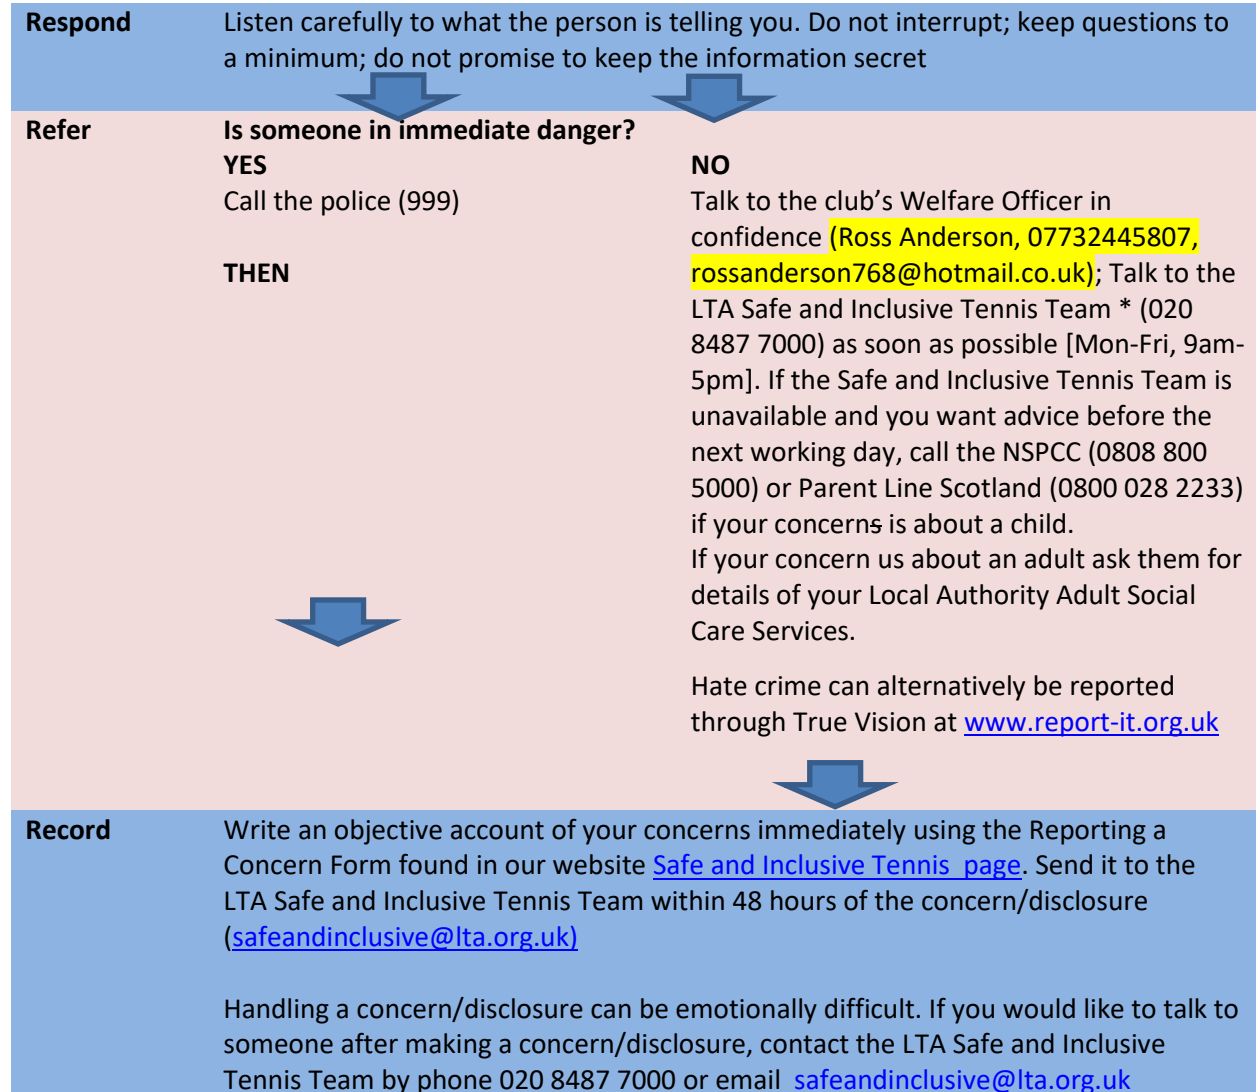 Respond
Listen carefully to what the person is telling you. Do not interrupt; keep questions to
a minimum; do not promise to keep the information secret
Refer
Is someone in immediate danger?
YES
Call the police (999)
THEN
NO
Talk to the club’s Welfare Officer in
confidence (Ross Anderson, 07732445807,
rossanderson768@hotmail.co.uk); Talk to the
LTA Safe and Inclusive Tennis Team * (020
8487 7000) as soon as possible [Mon-Fri, 9am-
5pm]. If the Safe and Inclusive Tennis Team is
unavailable and you want advice before the
next working day, call the NSPCC (0808 800
5000) or Parent Line Scotland (0800 028 2233)
if your concerns is about a child.
If your concern us about an adult ask them for
details of your Local Authority Adult Social
Care Services.
Hate crime can alternatively be reported
through True Vision at www.report-it.org.uk
Record
Write an objective account of your concerns immediately using the Reporting a
Concern Form found in our website Safe and Inclusive Tennis  page. Send it to the
LTA Safe and Inclusive Tennis Team within 48 hours of the concern/disclosure
(safeandinclusive@lta.org.uk)
Handling a concern/disclosure can be emotionally difficult. If you would like to talk to
someone after making a concern/disclosure, contact the LTA Safe and Inclusive
Tennis Team by phone 020 8487 7000 or email  safeandinclusive@lta.org.uk